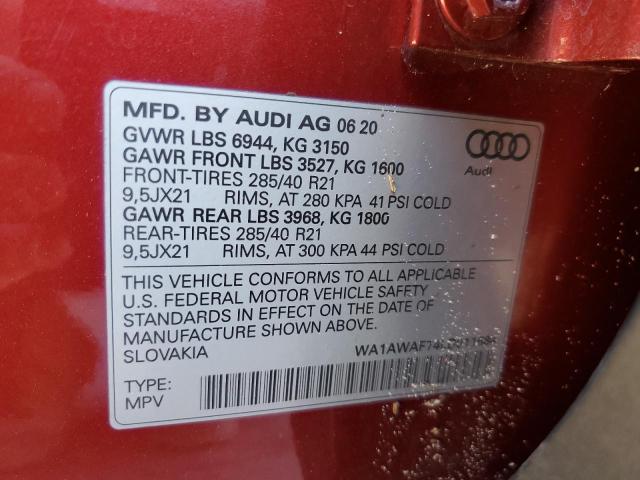 MFD. BY AUDI AG 06 20
GVWR LBS 6944, KG 3150
GAWR FRONT LBS 3527, KG 1600
FRONT-TIRES 285/40 R21
9,5JX21 RIMS, AT 280 KPA 41 PSI COLD
GAWR REAR LBS 3968, KG 1800
REAR-TIRES 285/40 R21
9,5JX21 RIMS, AT 300 KPA 44 PSI COLD
Audi
THIS VEHICLE CONFORMS TO ALL APPLICABLE
U.S. FEDERAL MOTOR VEHICLE SAFETY
STANDARDS IN EFFECT ON THE DATE OF
MANUFACTURE SHOWN ABOVE.
SLOVAKIA
TYPE:
MPV